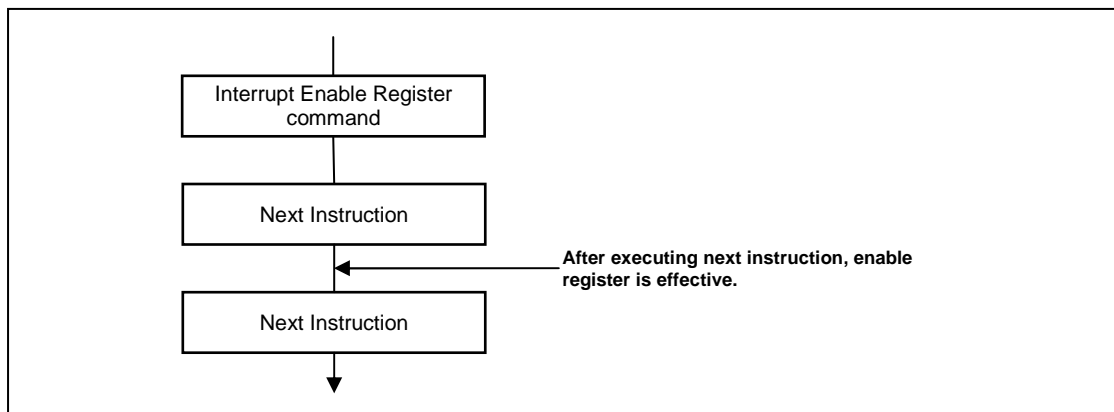 Interrupt Enable Register
command
Next Instruction
After executing next instruction, enable
register is effective.
Next Instruction